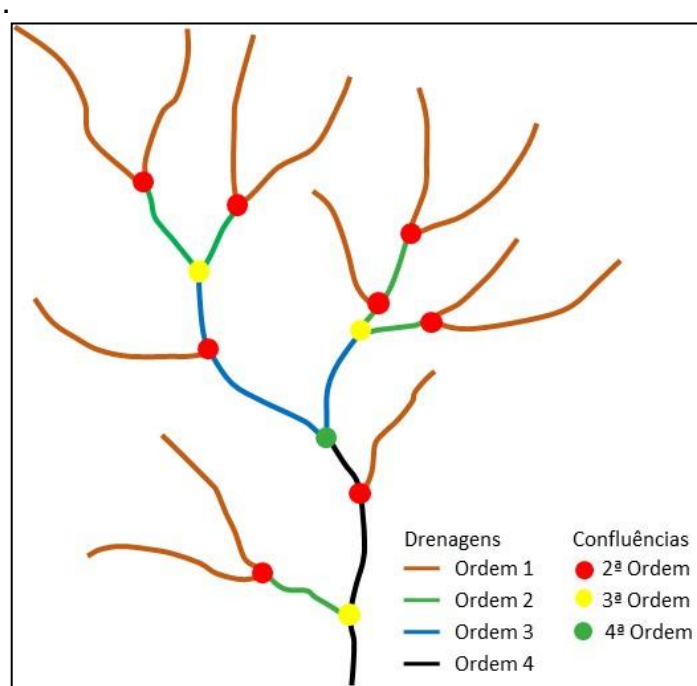 .
Drenagens
Ordem 1
Ordem 2
Ordem 3
Ordem 4
Confluências
2ª Ordem
3ª Ordem
4ª Ordem